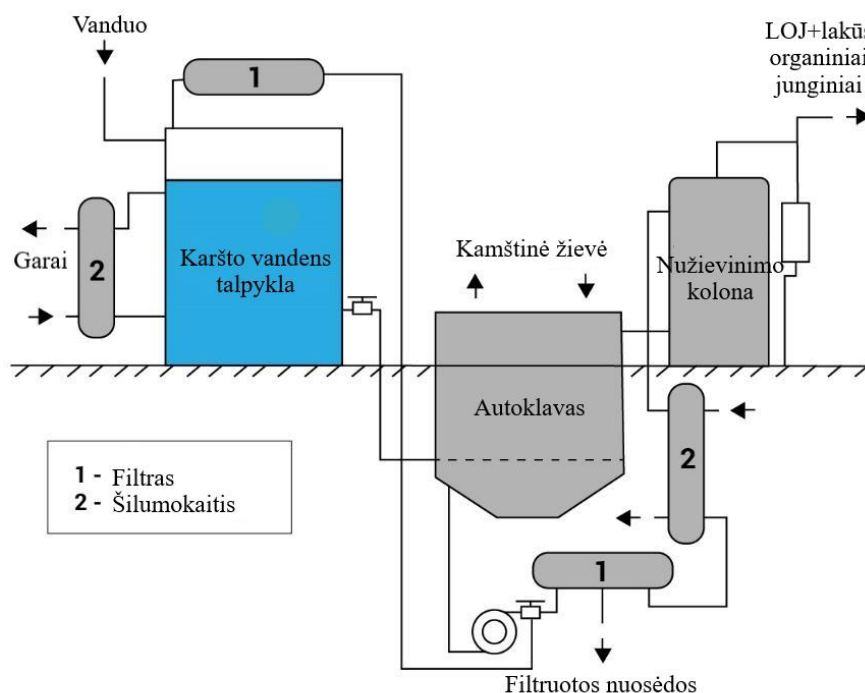 Vanduo
LOJ+lakūs
organiniai
junginiai
1
Garai
2
Karšto vandens
talpykla
Kamštinė žievė
Nužievinimo
kolona
Autoklavas
2
1 - Filtras
2 - Šilumokaitis
1
Filtruotos nuosėdos